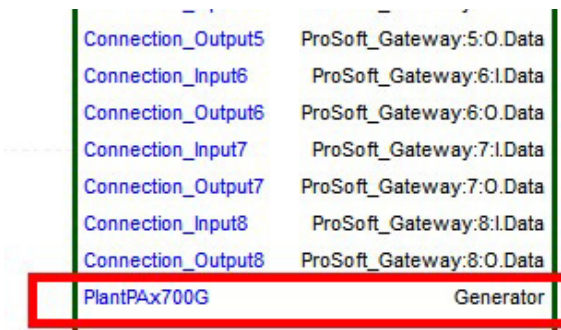 Connection_Output5 ProSoft_Gateway:5:O.Data
Connection_Input6 ProSoft_Gateway:6:I.Data
Connection_Output6 ProSoft_Gateway:6:O.Data
Connection_Input7 ProSoft_Gateway:7:I.Data
Connection_Output7 ProSoft_Gateway:7:O.Data
Connection_Input8 ProSoft_Gateway:8:I.Data
Connection_Output8 ProSoft_Gateway:8:O.Data
PlantPAx700G Generator